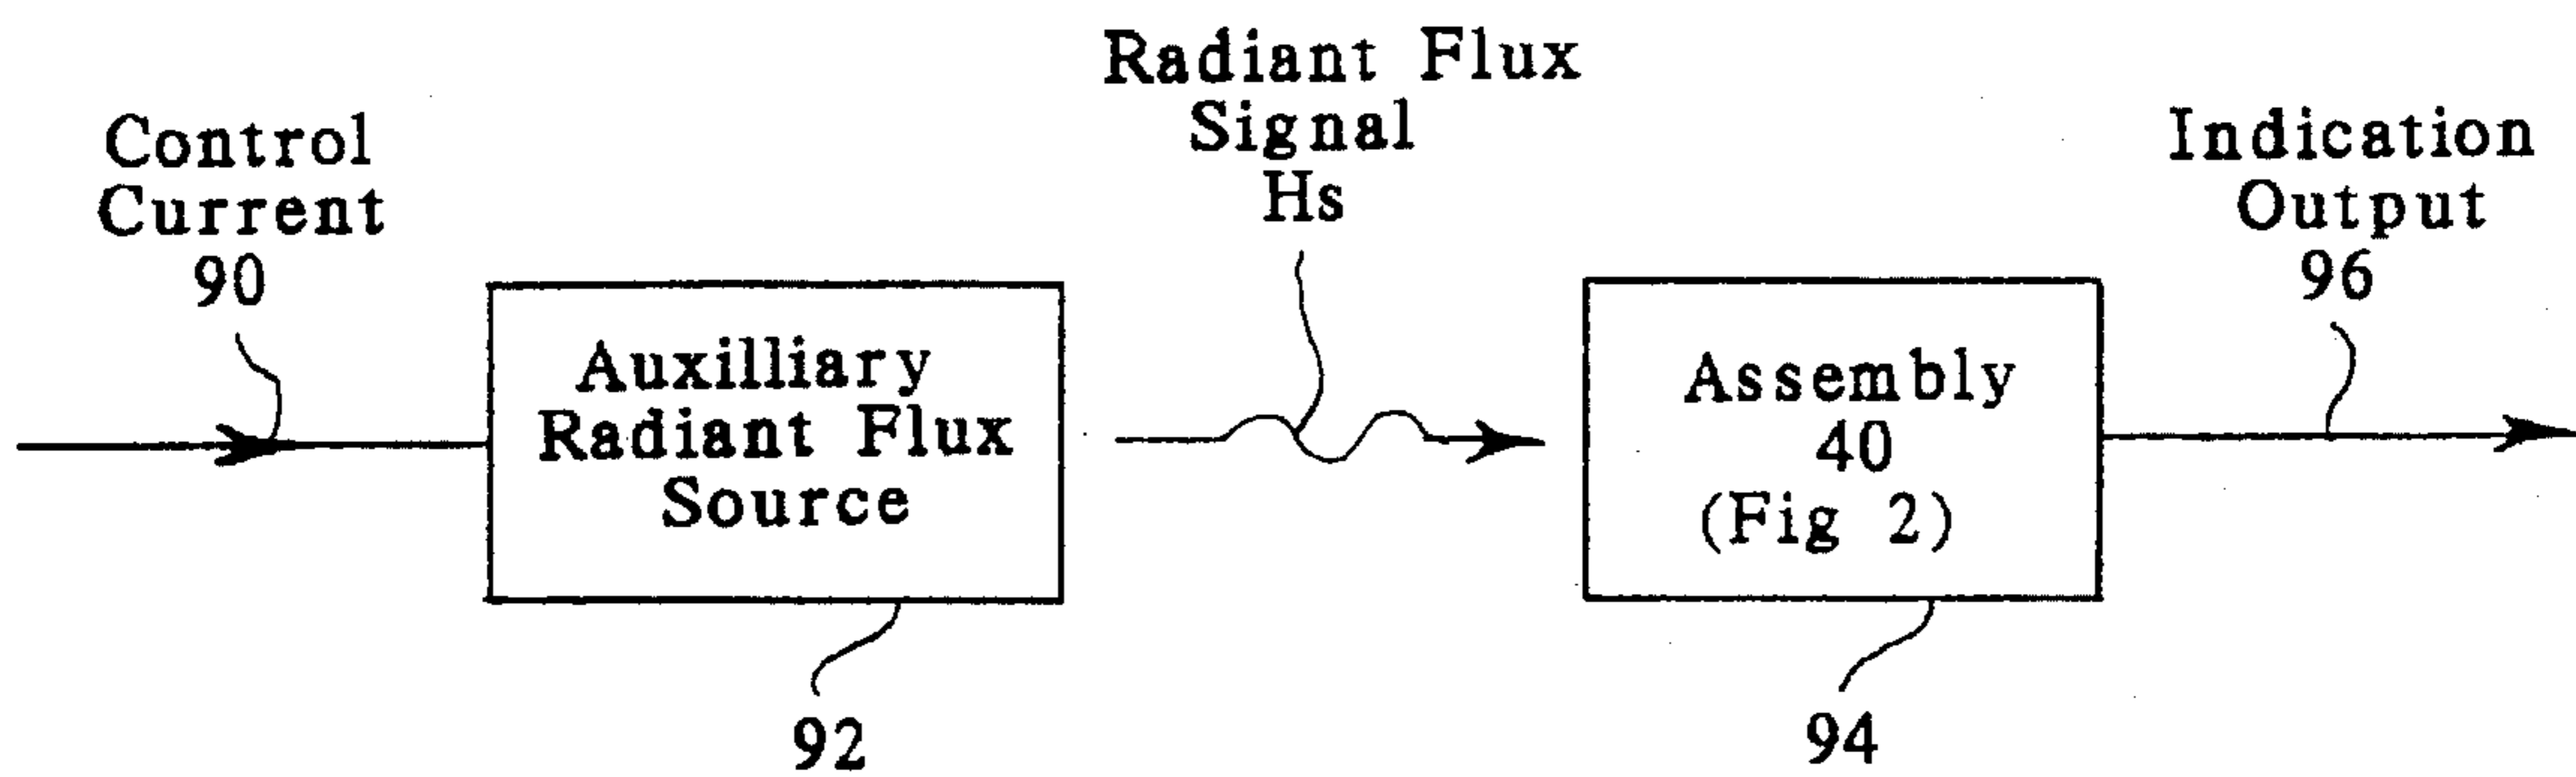 Control
Current
90
Radiant Flux
Signal
Hs
Indication
Output
96
Auxilliary
Radiant Flux
Source
Assembly
40
(Fig 2)
92
94